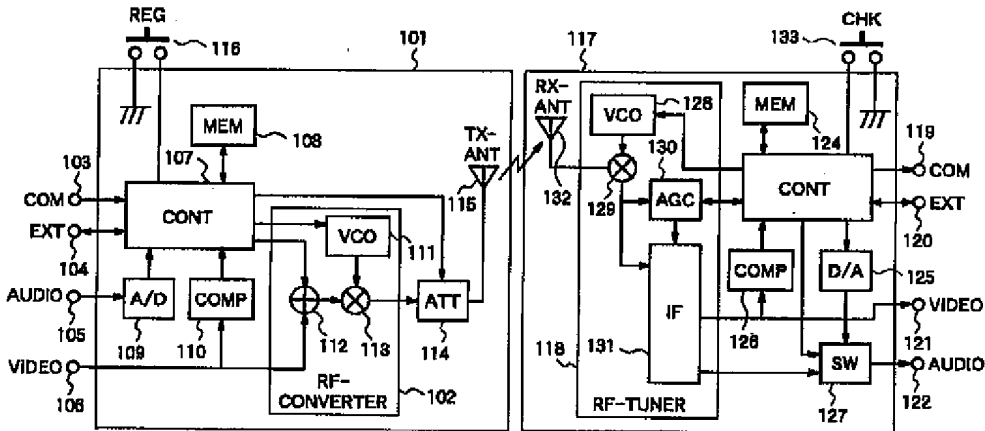 REG
116
101
117
133
CHK
RX-
ANT
VCO
128
MEM
124
MEM
108
107
TX-
ANT
103
COM
CONT
115
132
129
130
AGC
CONT
119
COM
EXT
104
VCO
111
EXT
120
AUDIO
105
A/D
COMP
ATT
IF
COMP
D/A
125
109
110
112
113
114
126
VIDEO
121
VIDEO
106
RF-
CONVERTER
102
118
131
RF-TUNER
SW
127
AUDIO
122